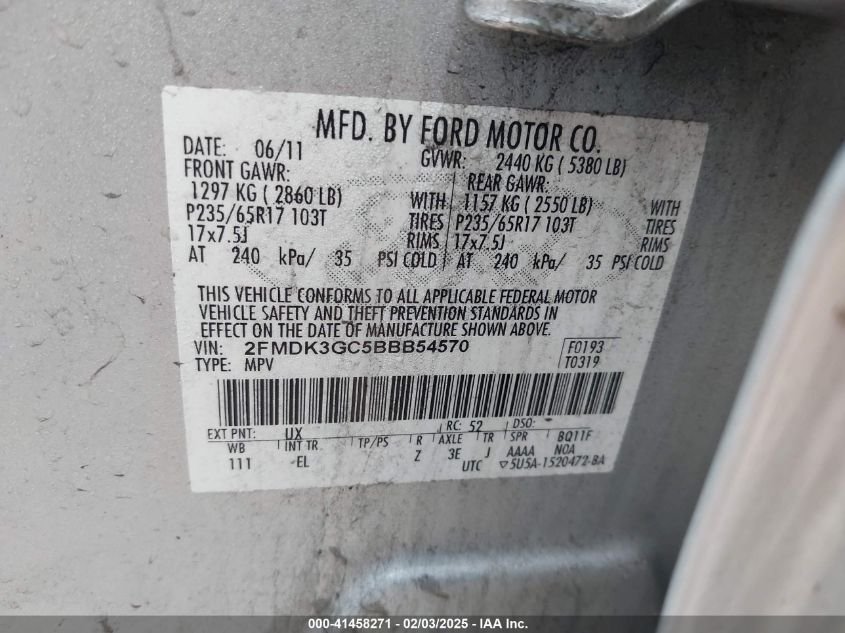 MFD. BY FORD MOTOR CO.
DATE: 06/11 GVWR: 2440 KG ( 5380 LB)
FRONT GAWR: REAR GAWR:
1297 KG ( 2860 LB) WITH 1157 KG ( 2550 LB) WITH
P235/65R17 103T TIRES P235/65R17 103T TIRES
17x7.5J RIMS 17x7.5J RIMS
AT 240 kPa/ 35 PSI COLD AT 240 kPa/ 35 PSI COLD
THIS VEHICLE CONFORMS TO ALL APPLICABLE FEDERAL MOTOR
VEHICLE SAFETY AND THEFT PREVENTION STANDARDS IN
EFFECT ON THE DATE OF MANUFACTURE SHOWN ABOVE.
VIN: 2FMDK3GC5BBB54570 F0193
TYPE: MPV T0319
EXT PNT: UX RC: 52 DSO:
WB INT TR TP/PS R AXLE TR SPR BQ11F
111 EL Z 3E J AAAA NOA
UTC ▽5U5A-1520472-BA
000-41458271 - 02/03/2025 - IAA Inc.